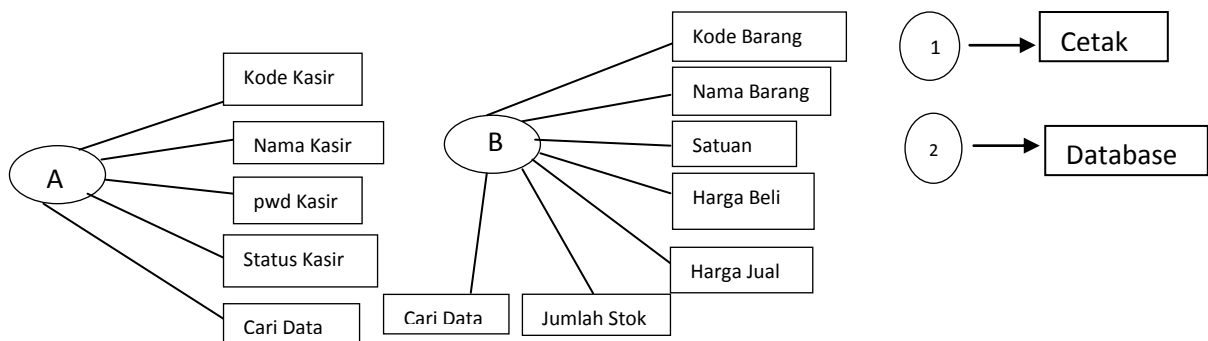 A
Kode Kasir
Nama Kasir
pwd Kasir
Status Kasir
Cari Data
B
Kode Barang
Nama Barang
Satuan
Harga Beli
Harga Jual
Jumlah Stok
Cari Data
1
Cetak
2
Database